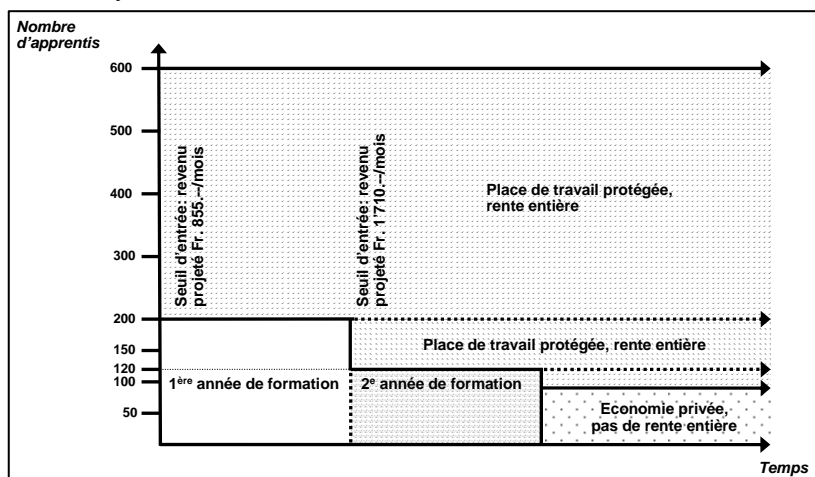 Nombre
d'apprentis
600
500
400
300
200
150
120
100
50
Seuil d'entrée: revenu
projeté Fr. 855.--/mois
Seuil d'entrée: revenu
projeté Fr. 1'710.--/mois
Place de travail protégée,
rente entière
Place de travail protégée, rente entière
1ère année de formation
2e année de formation
Economie privée,
pas de rente entière
Temps